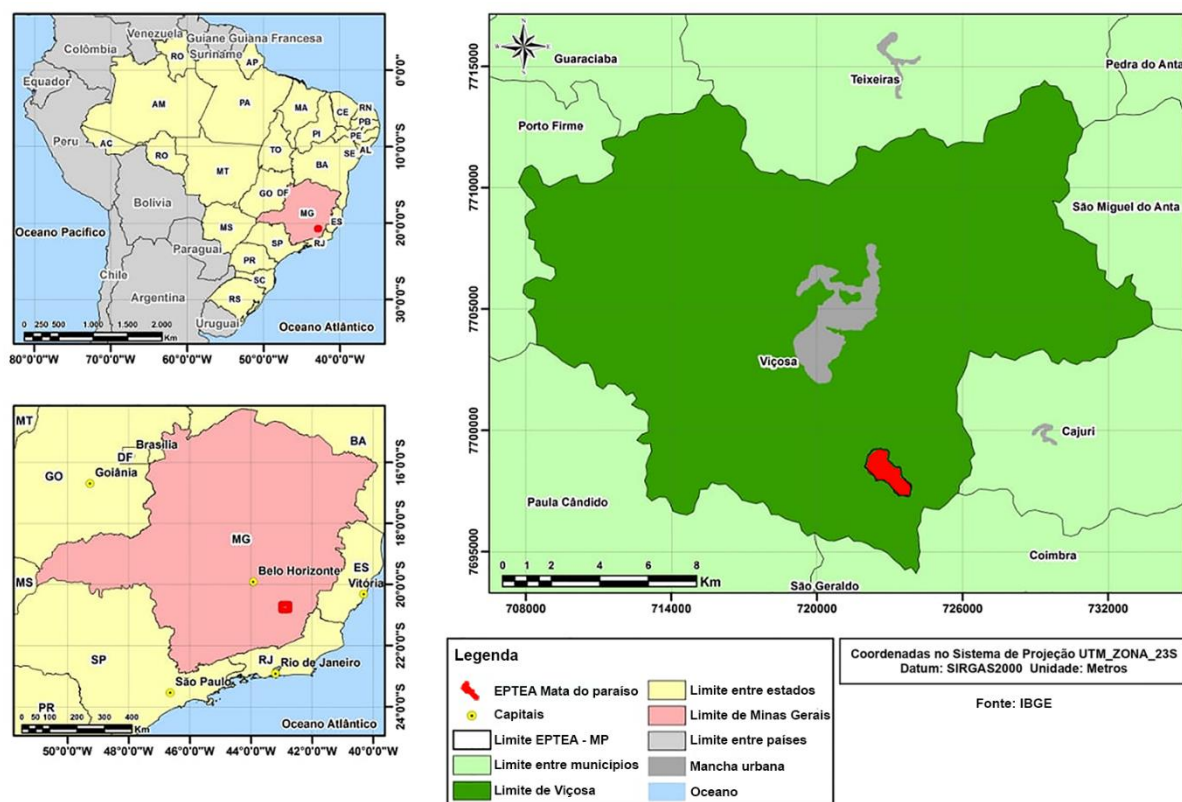 Venezuela
Guiane Guiana Francesa
Colômbia
Suriname
RO
AP
Equador
AM
PA
MA
CE
RN
PB
PI
PE
AC
RO
TO
SE
AL
Peru
MT
BA
GO
DF
Bolívia
MG
ES
MS
Oceano Pacífico
SP
RJ
Paraguai
PR
Chile
SC
Argentina
RS
Uruguai
Oceano Atlântico
0 250 500 1.000 1.500 2.000
Km
0°0'0"
10°0'0"S
20°0'0"S
30°0'0"S
80°0'0"W 70°0'0"W 60°0'0"W 50°0'0"W 40°0'0"W
MT
Brasília
DF
BA
GO
Goiânia
MG
Belo Horizonte
ES
MS
Vitória
SP
RJ
Rio de Janeiro
São Paulo
PR
0 50 100 200 300 400
Km
Oceano Atlântico
16°0'0"S
18°0'0"S
20°0'0"S
22°0'0"S
24°0'0"S
50°0'0"W 48°0'0"W 46°0'0"W 44°0'0"W 42°0'0"W 40°0'0"W
N
Guaraciaba
Teixeiras
Pedra do Anta
Porto Firme
São Miguel do Anta
Viçosa
Cajuri
Paula Cândido
Coimbra
São Geraldo
0 1 2 4 6 8
Km
7715000
7710000
7705000
7700000
7695000
708000 714000 720000 726000 732000
Legenda
EPTEA Mata do paraíso
Capitais
Limite EPTEA - MP
Limite entre municípios
Limite de Viçosa
Limite entre estados
Limite de Minas Gerais
Limite entre países
Mancha urbana
Oceano
Coordenadas no Sistema de Projeção UTM_ZONA_23S
Datum: SIRGAS2000 Unidade: Metros
Fonte: IBGE